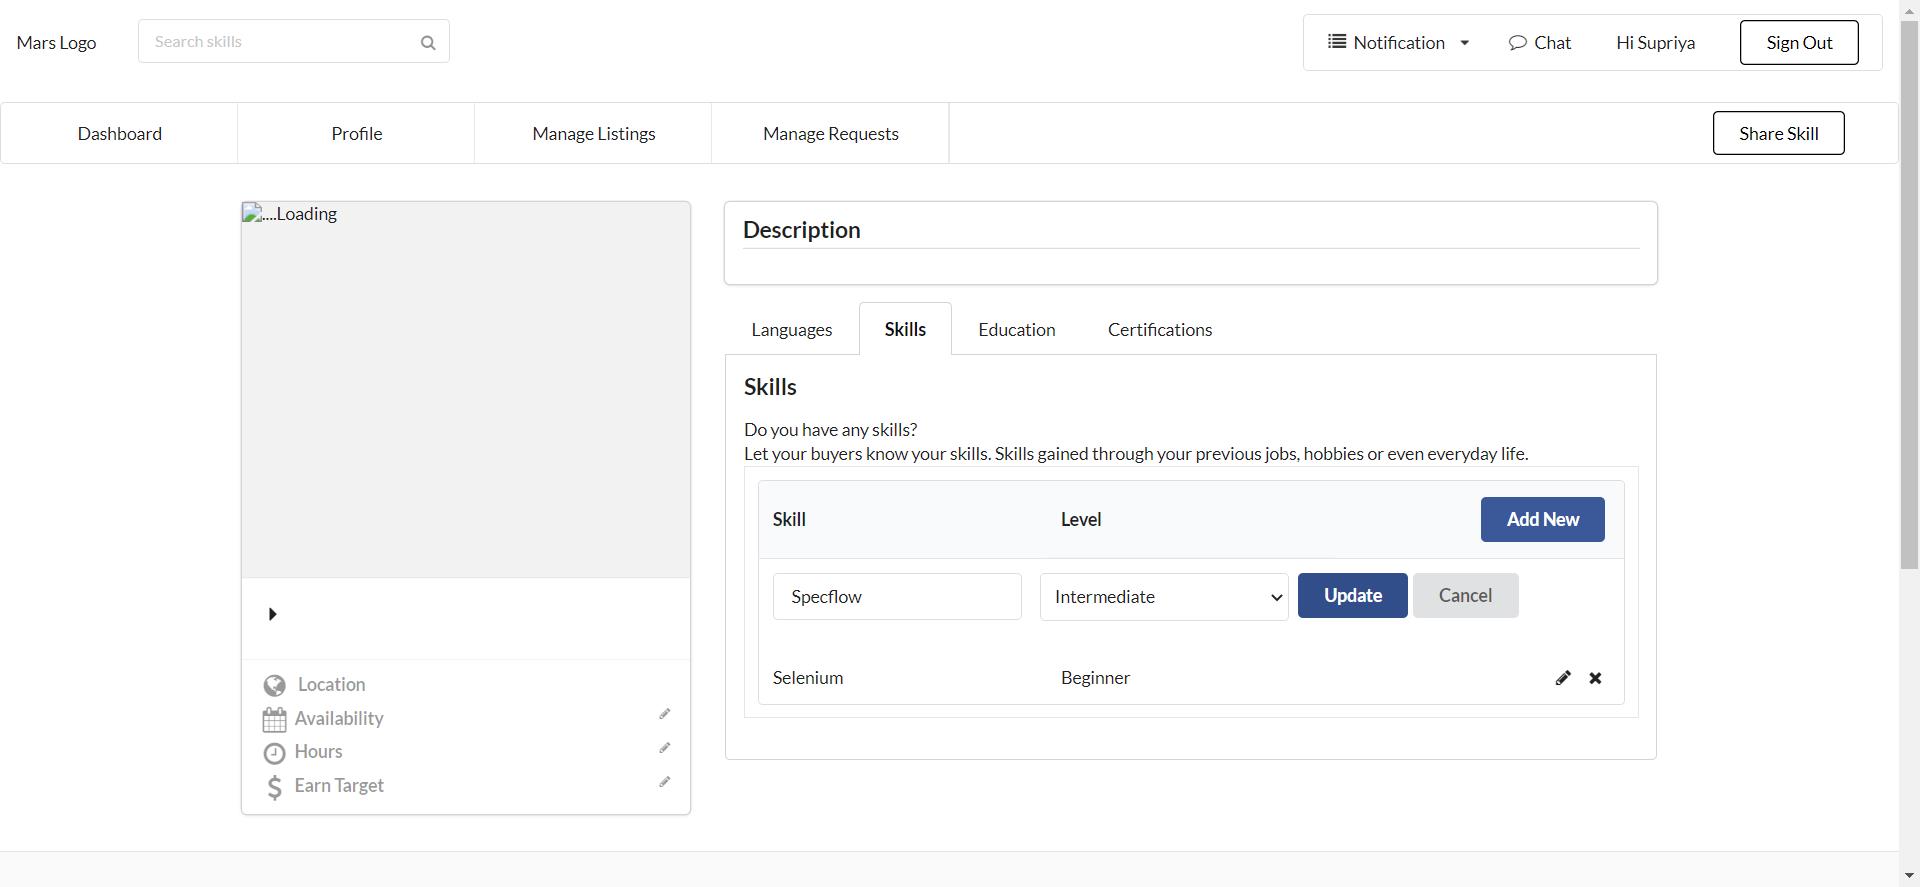 Mars Logo
Search skills
Notification
Chat
Hi Supriya
Sign Out
Dashboard
Profile
Manage Listings
Manage Requests
Share Skill
....Loading
Location
Availability
Hours
Earn Target
Description
Languages
Skills
Education
Certifications
Skills
Do you have any skills?
Let your buyers know your skills. Skills gained through your previous jobs, hobbies or even everyday life.
Skill
Level
Add New
Specflow
Intermediate
Update
Cancel
Selenium
Beginner